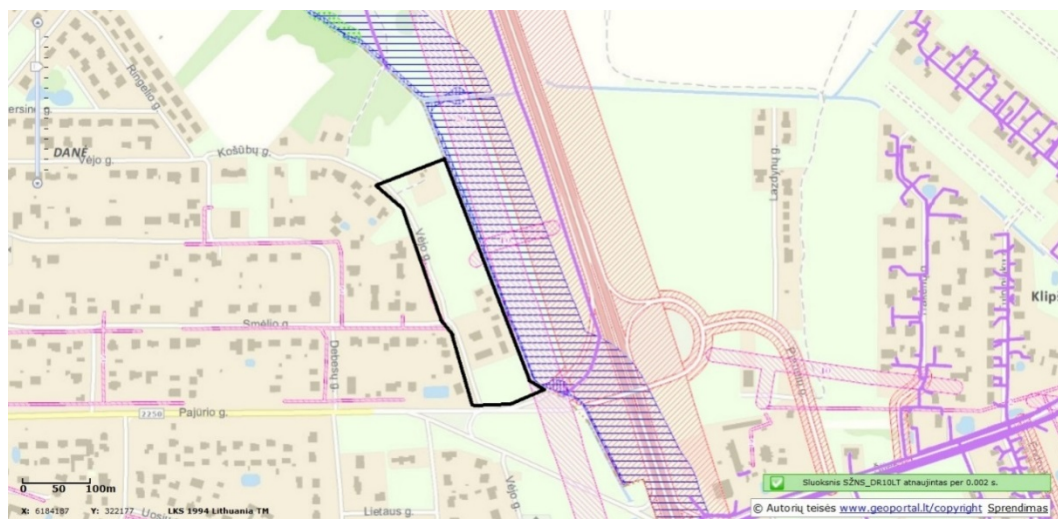 Ringelio g.
ersin
DANĖ
Vėjo g.
Košūbų g.
Vėjo g.
Lazdynų g.
Klip
Smėlio g.
Debesų g.
Pajūrio g.
2250
Vėjo g.
Lietaus g.
0 50 100m
X: 6184187 Y: 322177 LKS 1994 Lithuania TM
Sluoksnis SŽNS_DR10LT atnaujintas per 0.002 s.
© Autorių teisės www.geoportal.lt/copyright Sprendimas